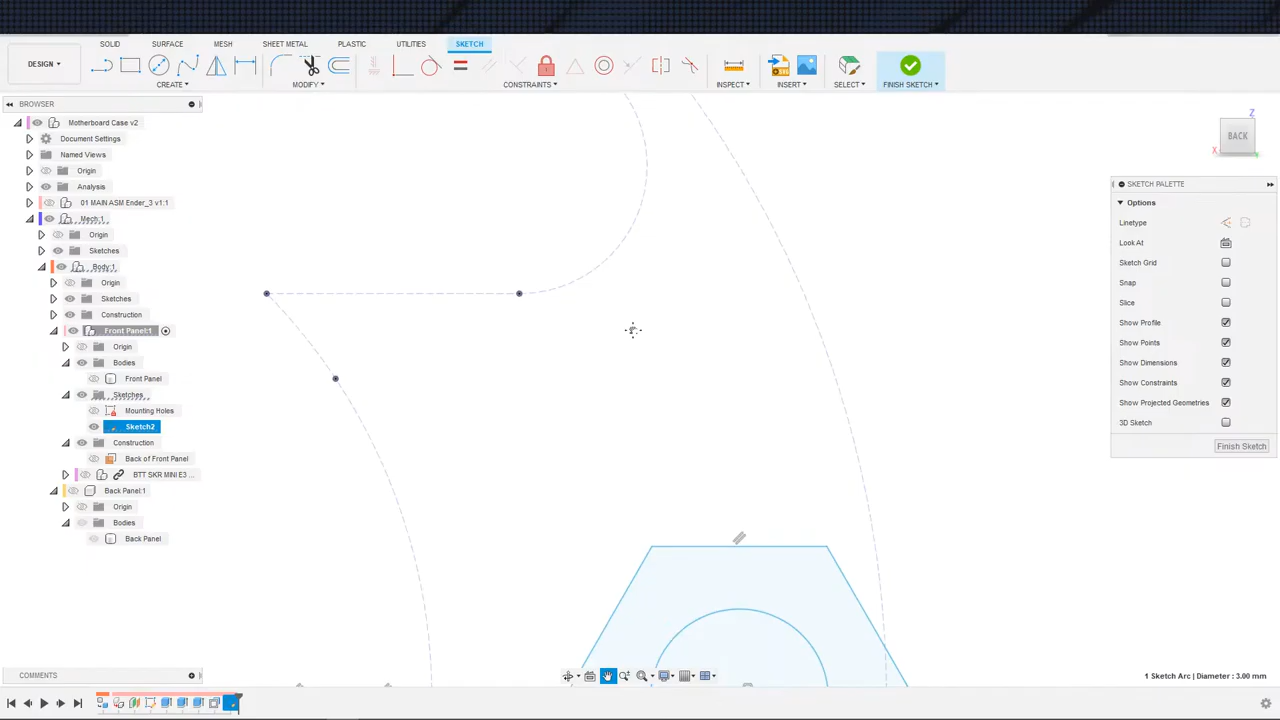 SOLID SURFACE MESH SHEET METAL PLASTIC UTILITIES SKETCH
DESIGN
CREATE MODIFY CONSTRAINTS INSPECT INSERT SELECT FINISH SKETCH
BROWSER
Motherboard Case v2
Document Settings
Named Views
Origin
Analysis
01 MAIN ASM Ender_3 v1:1
Mech:1
Origin
Sketches
Body:1
Origin
Sketches
Construction
Front Panel:1
Origin
Bodies
Front Panel
Sketches
Mounting Holes
Sketch2
Construction
Back of Front Panel
BTT SKR MINI E3 ...
Back Panel:1
Origin
Bodies
Back Panel
Z
BACK
X
SKETCH PALETTE
Options
Linetype
Look At
Sketch Grid
Snap
Slice
Show Profile
Show Points
Show Dimensions
Show Constraints
Show Projected Geometries
3D Sketch
Finish Sketch
COMMENTS
1 Sketch Arc | Diameter : 3.00 mm